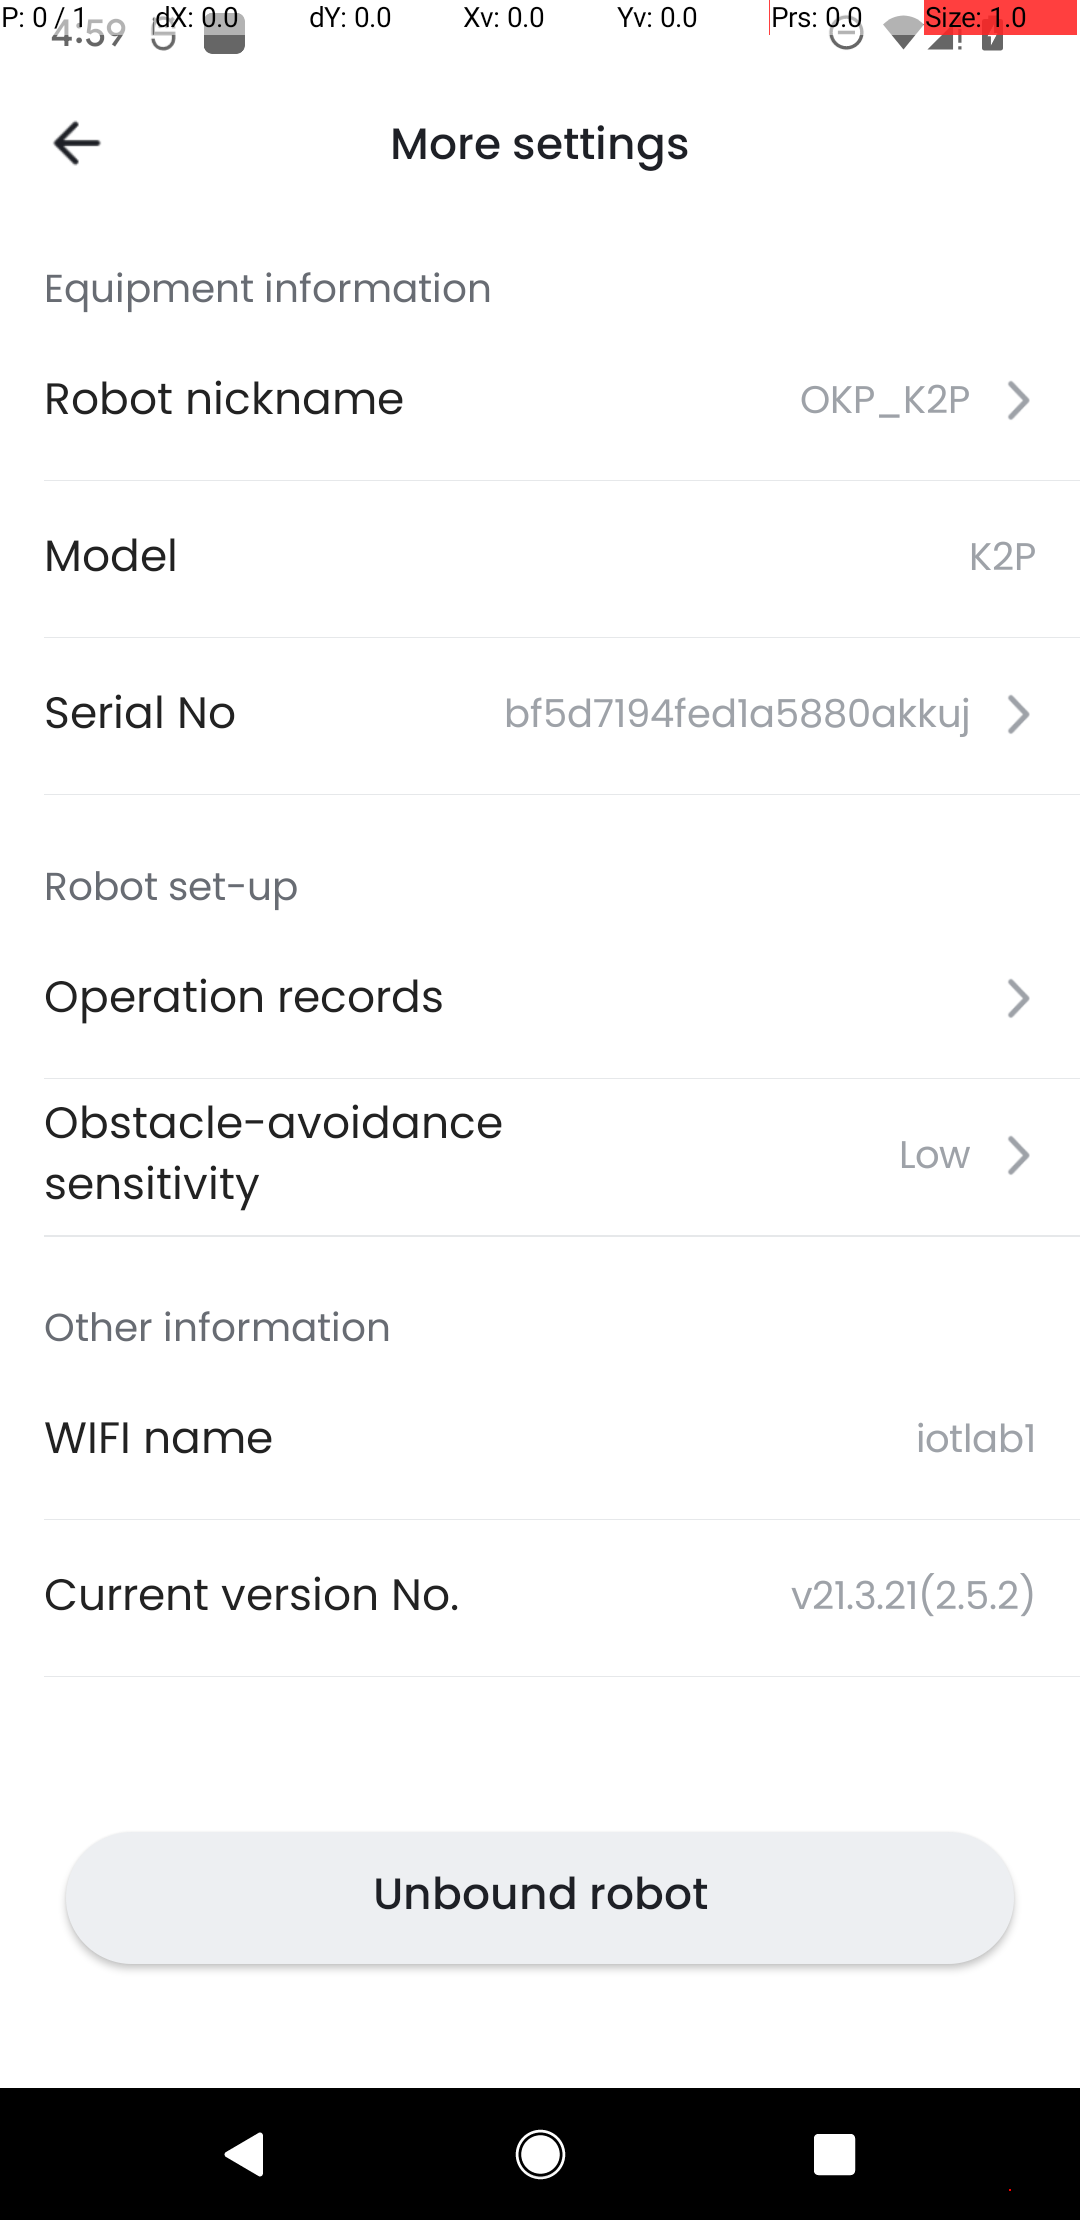 P: 0 / 1 dX: 0.0 dY: 0.0 Xv: 0.0 Yv: 0.0 Prs: 0.0 Size: 1.0
4:59
More settings
Equipment information
Robot nickname OKP_K2P
Model K2P
Serial No bf5d7194fed1a5880akkuj
Robot set-up
Operation records
Obstacle-avoidance
sensitivity Low
Other information
WIFI name iotlab1
Current version No. v21.3.21(2.5.2)
Unbound robot